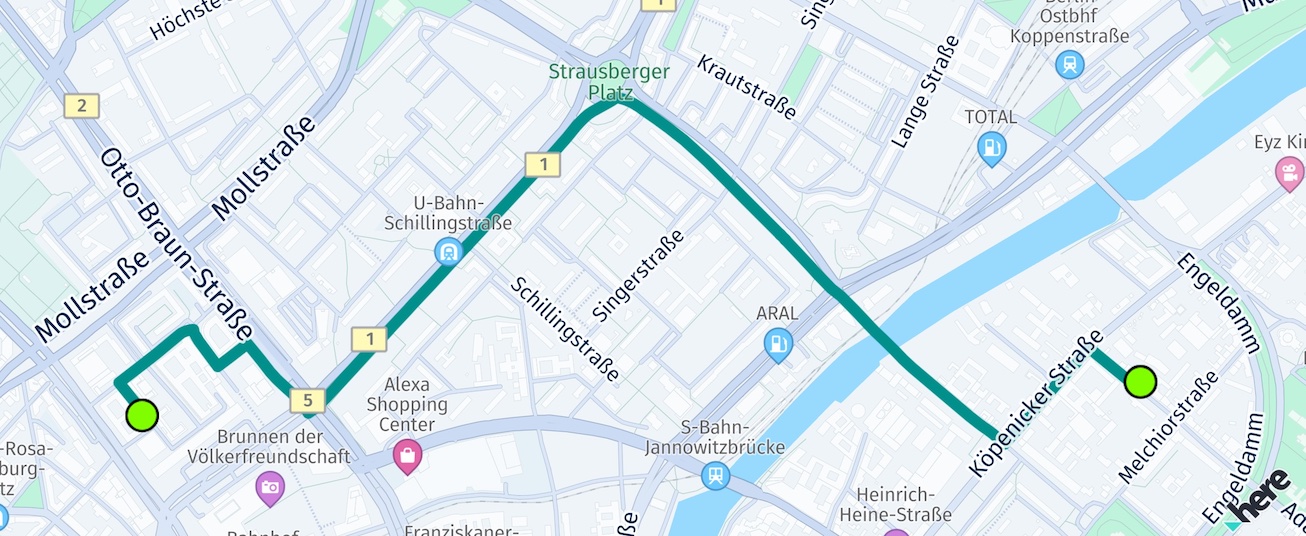 Höchste
1
Ostbhf
Koppenstraße
Strausberger
Platz
Krautstraße
Lange Straße
2
TOTAL
Mollstraße
Otto-Braun-Straße
1
Eyz
U-Bahn-
Schillingstraße
Mollstraße
Singerstraße
Schillingstraße
Engeldamm
ARAL
1
5
Alexa
Shopping
Center
Köpenicker Straße
Melchiorstraße
Brunnen der
Völkerfreundschaft
S-Bahn-
Jannowitzbrücke
-Rosa-
burg-
tz
Heinrich-
Heine-Straße
Engeldamm
Franziskaner-
here